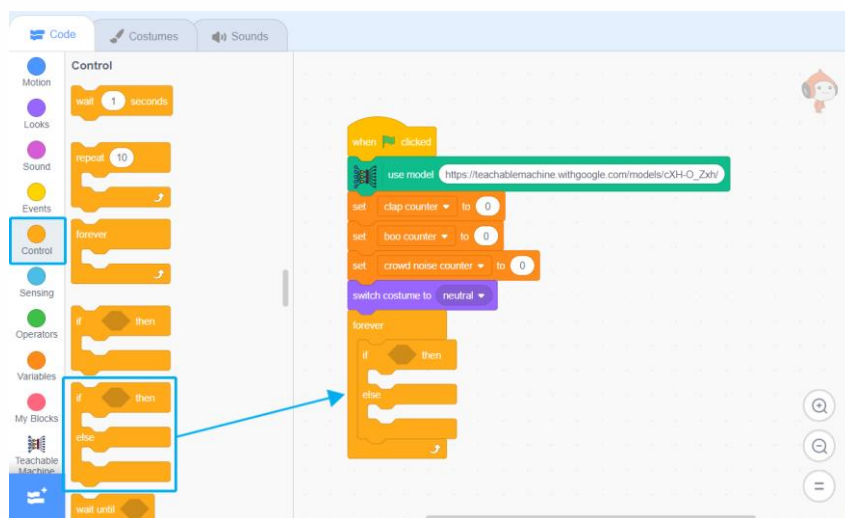 Code
Costumes
Sounds
Motion
Looks
Sound
Events
Control
Sensing
Operators
Variables
My Blocks
Teachable
Machine
Control
wait 1 seconds
repeat 10
forever
if then
if then
else
wait until
when clicked
use model https://teachablemachine.withgoogle.com/models/cXH-O_Zxh/
set clap counter to 0
set boo counter to 0
set crowd noise counter to 0
switch costume to neutral
forever
if then
else